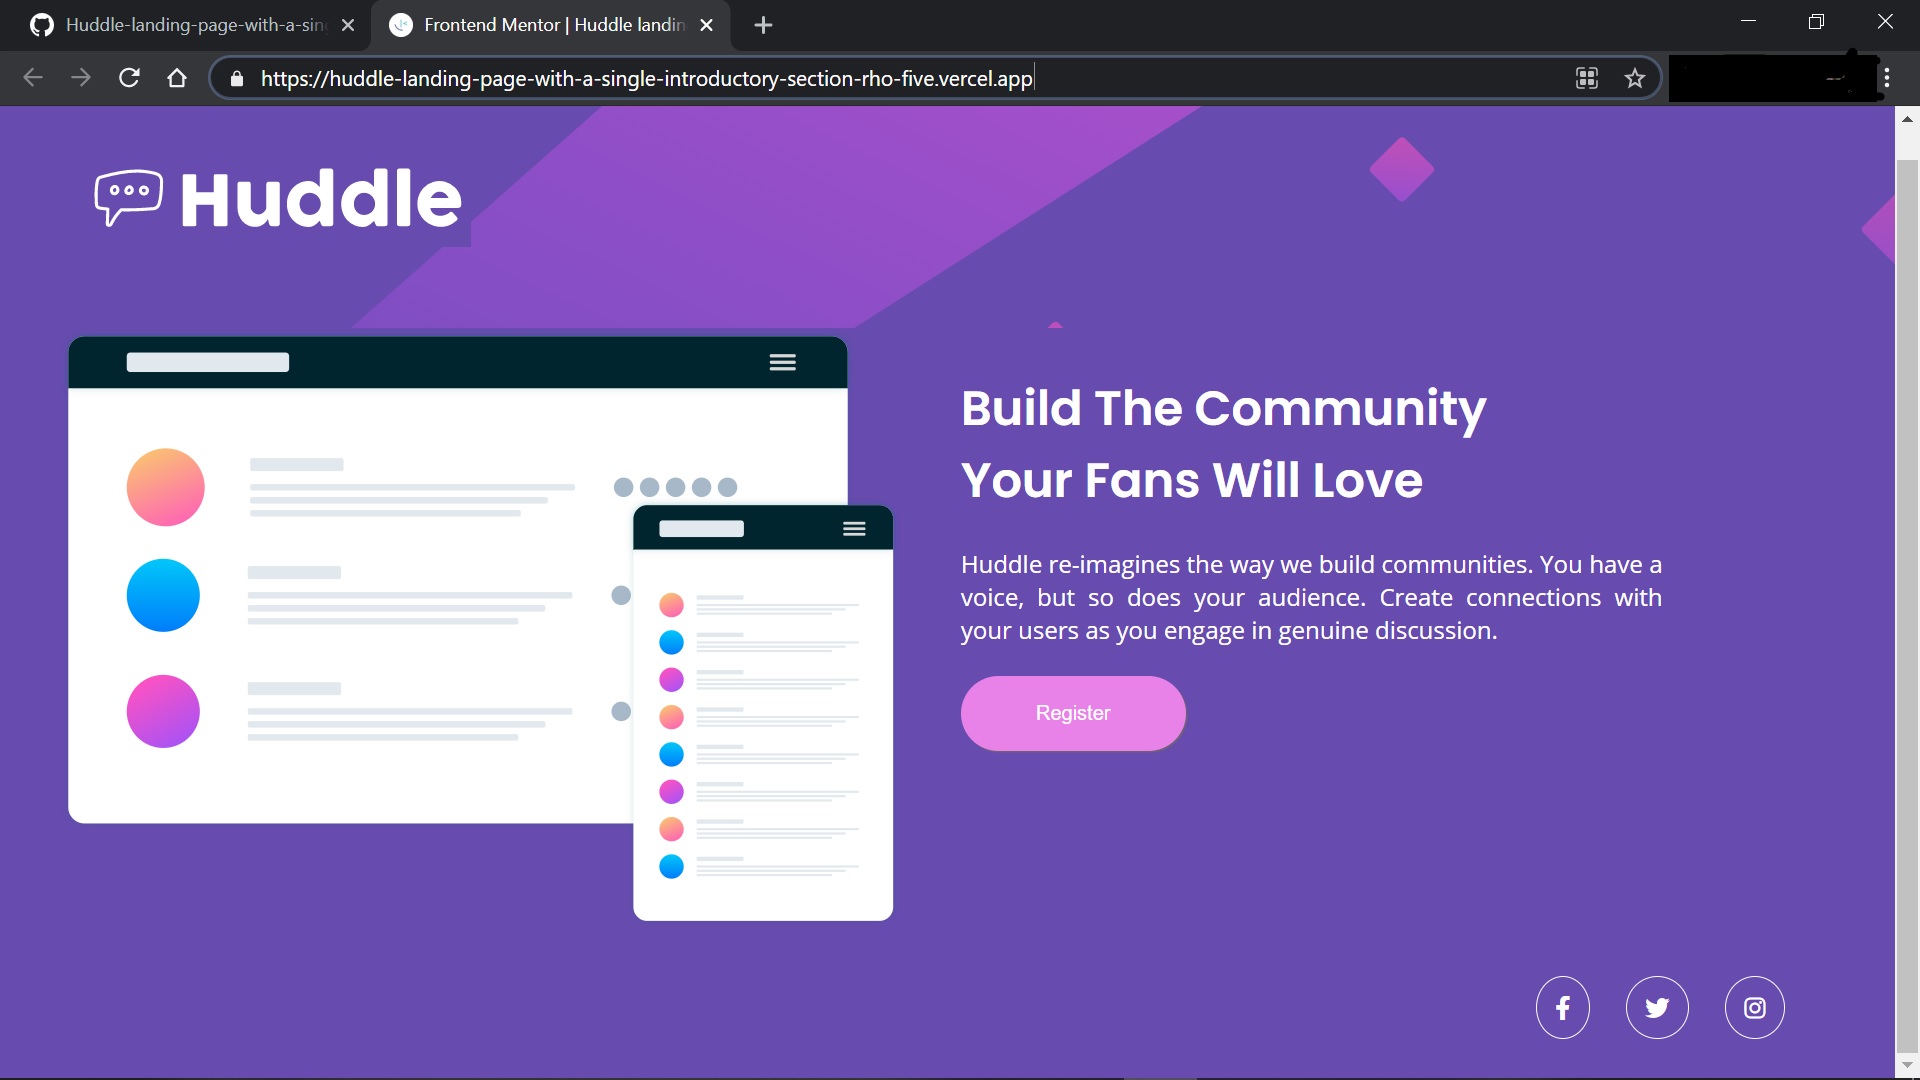 Huddle-landing-page-with-a-sin
Frontend Mentor | Huddle landin
https://huddle-landing-page-with-a-single-introductory-section-rho-five.vercel.app
Huddle
Build The Community
Your Fans Will Love
Huddle re-imagines the way we build communities. You have a
voice, but so does your audience. Create connections with
your users as you engage in genuine discussion.
Register